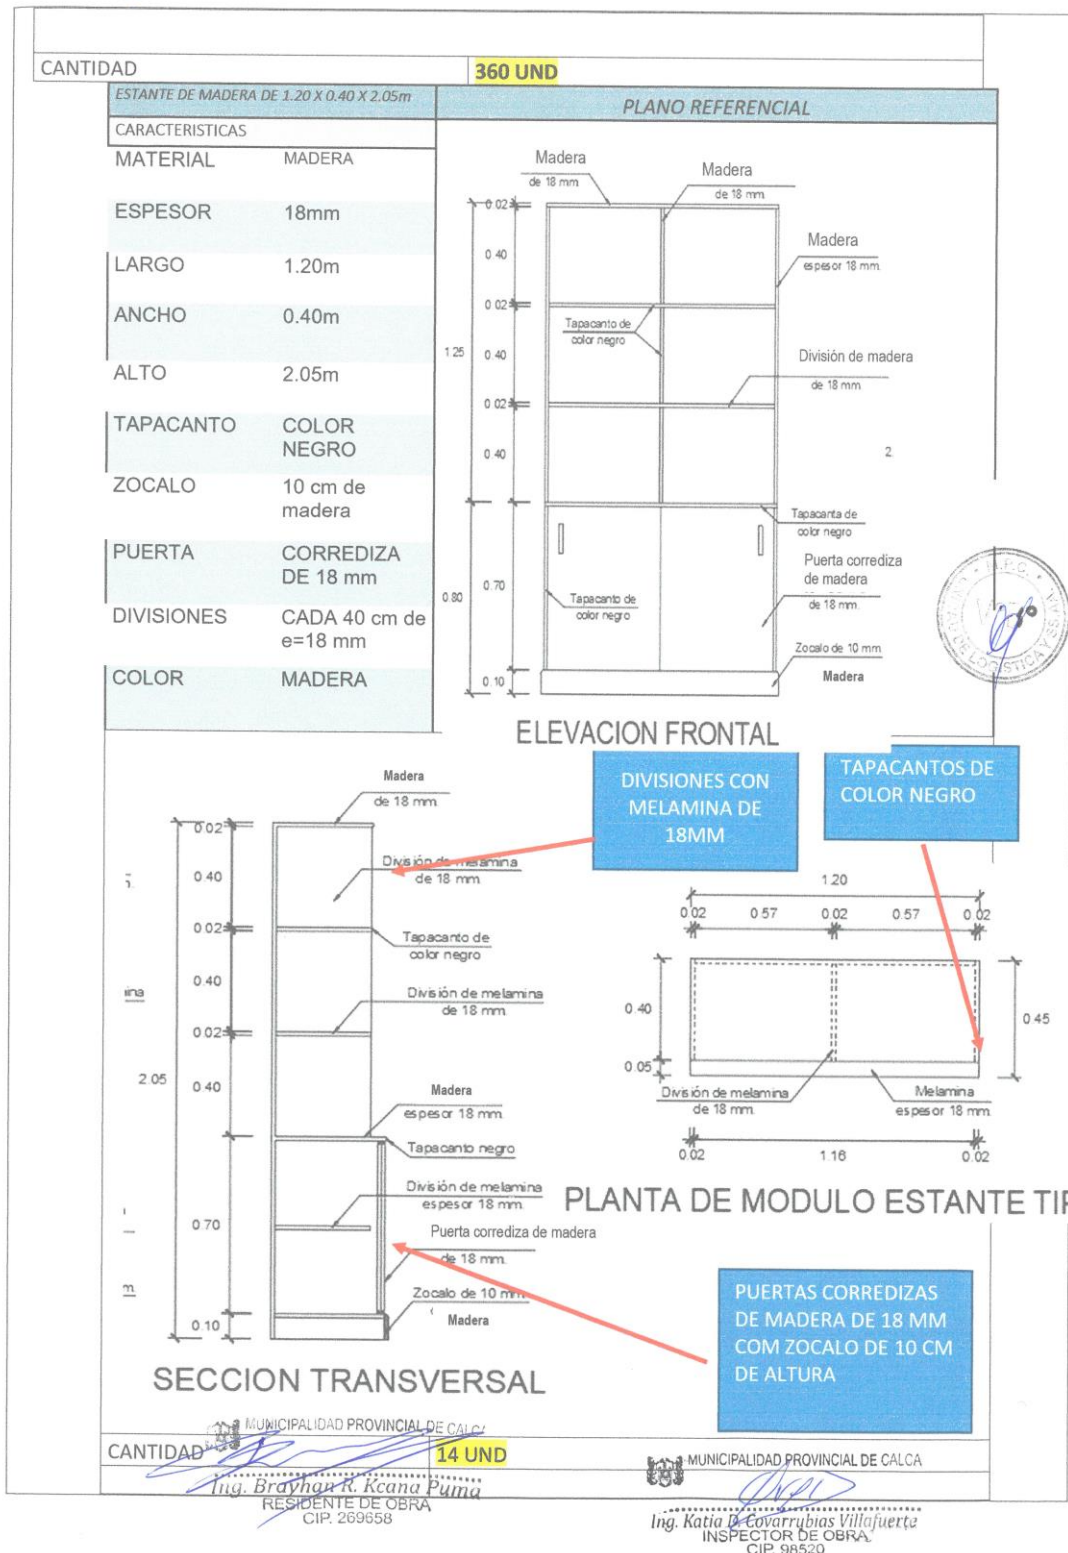 CANTIDAD 360 UND
ESTANTE DE MADERA DE 1.20 X 0.40 X 2.05m
PLANO REFERENCIAL
CARACTERISTICAS
MATERIAL MADERA
ESPESOR 18mm
LARGO 1.20m
ANCHO 0.40m
ALTO 2.05m
TAPACANTO COLOR
NEGRO
ZOCALO 10 cm de
madera
PUERTA CORREDIZA
DE 18 mm
DIVISIONES CADA 40 cm de
e=18 mm
COLOR MADERA
Madera
de 18 mm.
Madera
de 18 mm.
Madera
espesor 18 mm.
0.02
0.40
0.02
Tapacanto de
color negro
1.25
0.40
División de madera
de 18 mm.
0.02
0.40
2.
Tapacanta de
color negro
Puerta corrediza
de madera
de 18 mm.
0.80
0.70
Tapacanto de
color negro
Zocalo de 10 mm.
Madera
0.10
ELEVACION FRONTAL
DIVISIONES CON
MELAMINA DE
18MM
TAPACANTOS DE
COLOR NEGRO
Madera
de 18 mm.
0.02
División de melamina
de 18 mm.
0.40
0.02
Tapacanto de
color negro
ina
0.40
División de melamina
de 18 mm.
0.02
2.05
0.40
Madera
espesor 18 mm.
Tapacanto negro
División de melamina
espesor 18 mm.
0.70
Puerta corrediza de madera
de 18 mm.
m.
Zocalo de 10 mm.
Madera
0.10
SECCION TRANSVERSAL
1.20
0.02 0.57 0.02 0.57 0.02
0.40
0.45
0.05
División de melamina
de 18 mm.
Melamina
espesor 18 mm.
0.02 1.16 0.02
PLANTA DE MODULO ESTANTE TIP
PUERTAS CORREDIZAS
DE MADERA DE 18 MM
COM ZOCALO DE 10 CM
DE ALTURA
MUNICIPALIDAD PROVINCIAL DE CALCA
CANTIDAD 14 UND
Ing. Brayhan R. Kcana Puma
RESIDENTE DE OBRA
CIP. 269658
MUNICIPALIDAD PROVINCIAL DE CALCA
Ing. Katia D. Covarrubias Villafuerte
INSPECTOR DE OBRA
CIP. 98520